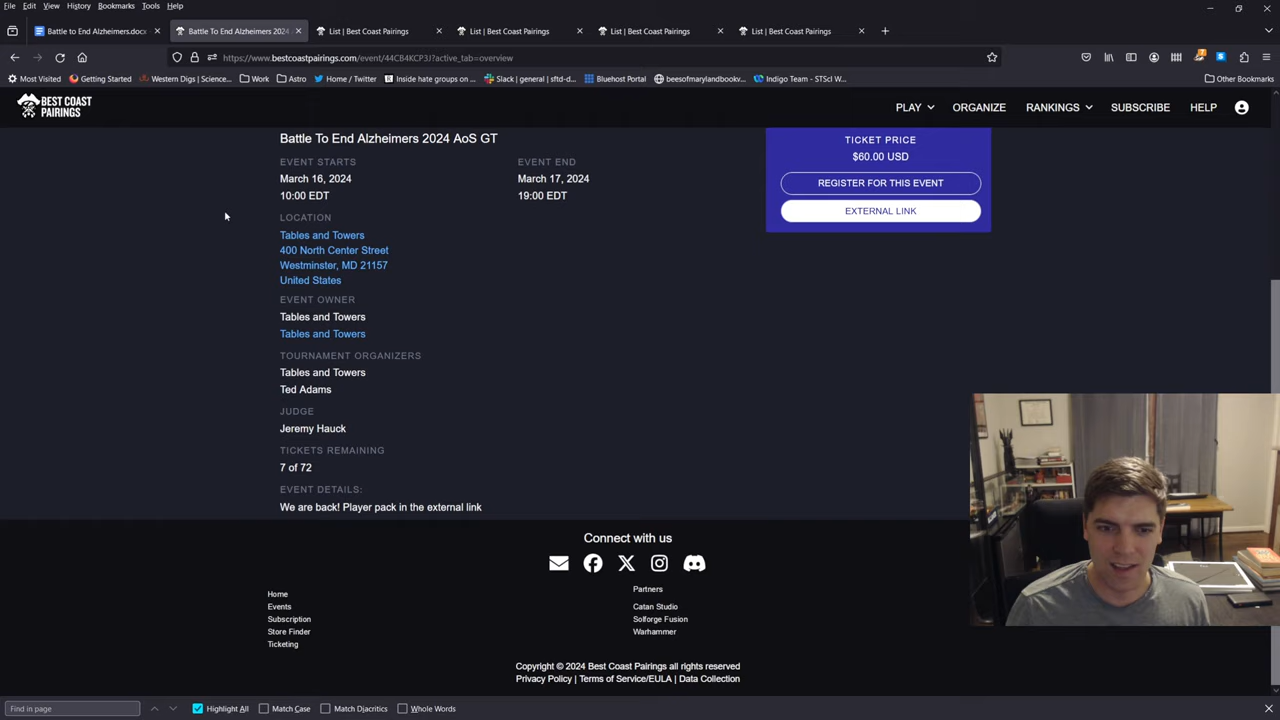 File Edit View History Bookmarks Tools Help
Battle to End Alzheimers.docx
Battle To End Alzheimers 2024
List | Best Coast Pairings
List | Best Coast Pairings
List | Best Coast Pairings
List | Best Coast Pairings
https://www.bestcoastpairings.com/event/44CB4KCP3J?active_tab=overview
Most Visited
Getting Started
Western Digs | Science...
Work
Astro
Home / Twitter
Inside hate groups on ...
Slack | general | sftd-d...
Bluehost Portal
beesofmarylandbookv...
Indigo Team - STScI W...
Other Bookmarks
BEST COAST
PAIRINGS
PLAY
ORGANIZE
RANKINGS
SUBSCRIBE
HELP
Battle To End Alzheimers 2024 AoS GT
EVENT STARTS
March 16, 2024
10:00 EDT
EVENT END
March 17, 2024
19:00 EDT
TICKET PRICE
$60.00 USD
REGISTER FOR THIS EVENT
EXTERNAL LINK
LOCATION
Tables and Towers
400 North Center Street
Westminster, MD 21157
United States
EVENT OWNER
Tables and Towers
Tables and Towers
TOURNAMENT ORGANIZERS
Tables and Towers
Ted Adams
JUDGE
Jeremy Hauck
TICKETS REMAINING
7 of 72
EVENT DETAILS:
We are back! Player pack in the external link
Connect with us
Home
Events
Subscription
Store Finder
Ticketing
Partners
Catan Studio
Solforge Fusion
Warhammer
Copyright © 2024 Best Coast Pairings all rights reserved
Privacy Policy | Terms of Service/EULA | Data Collection
Find in page
Highlight All
Match Case
Match Diacritics
Whole Words